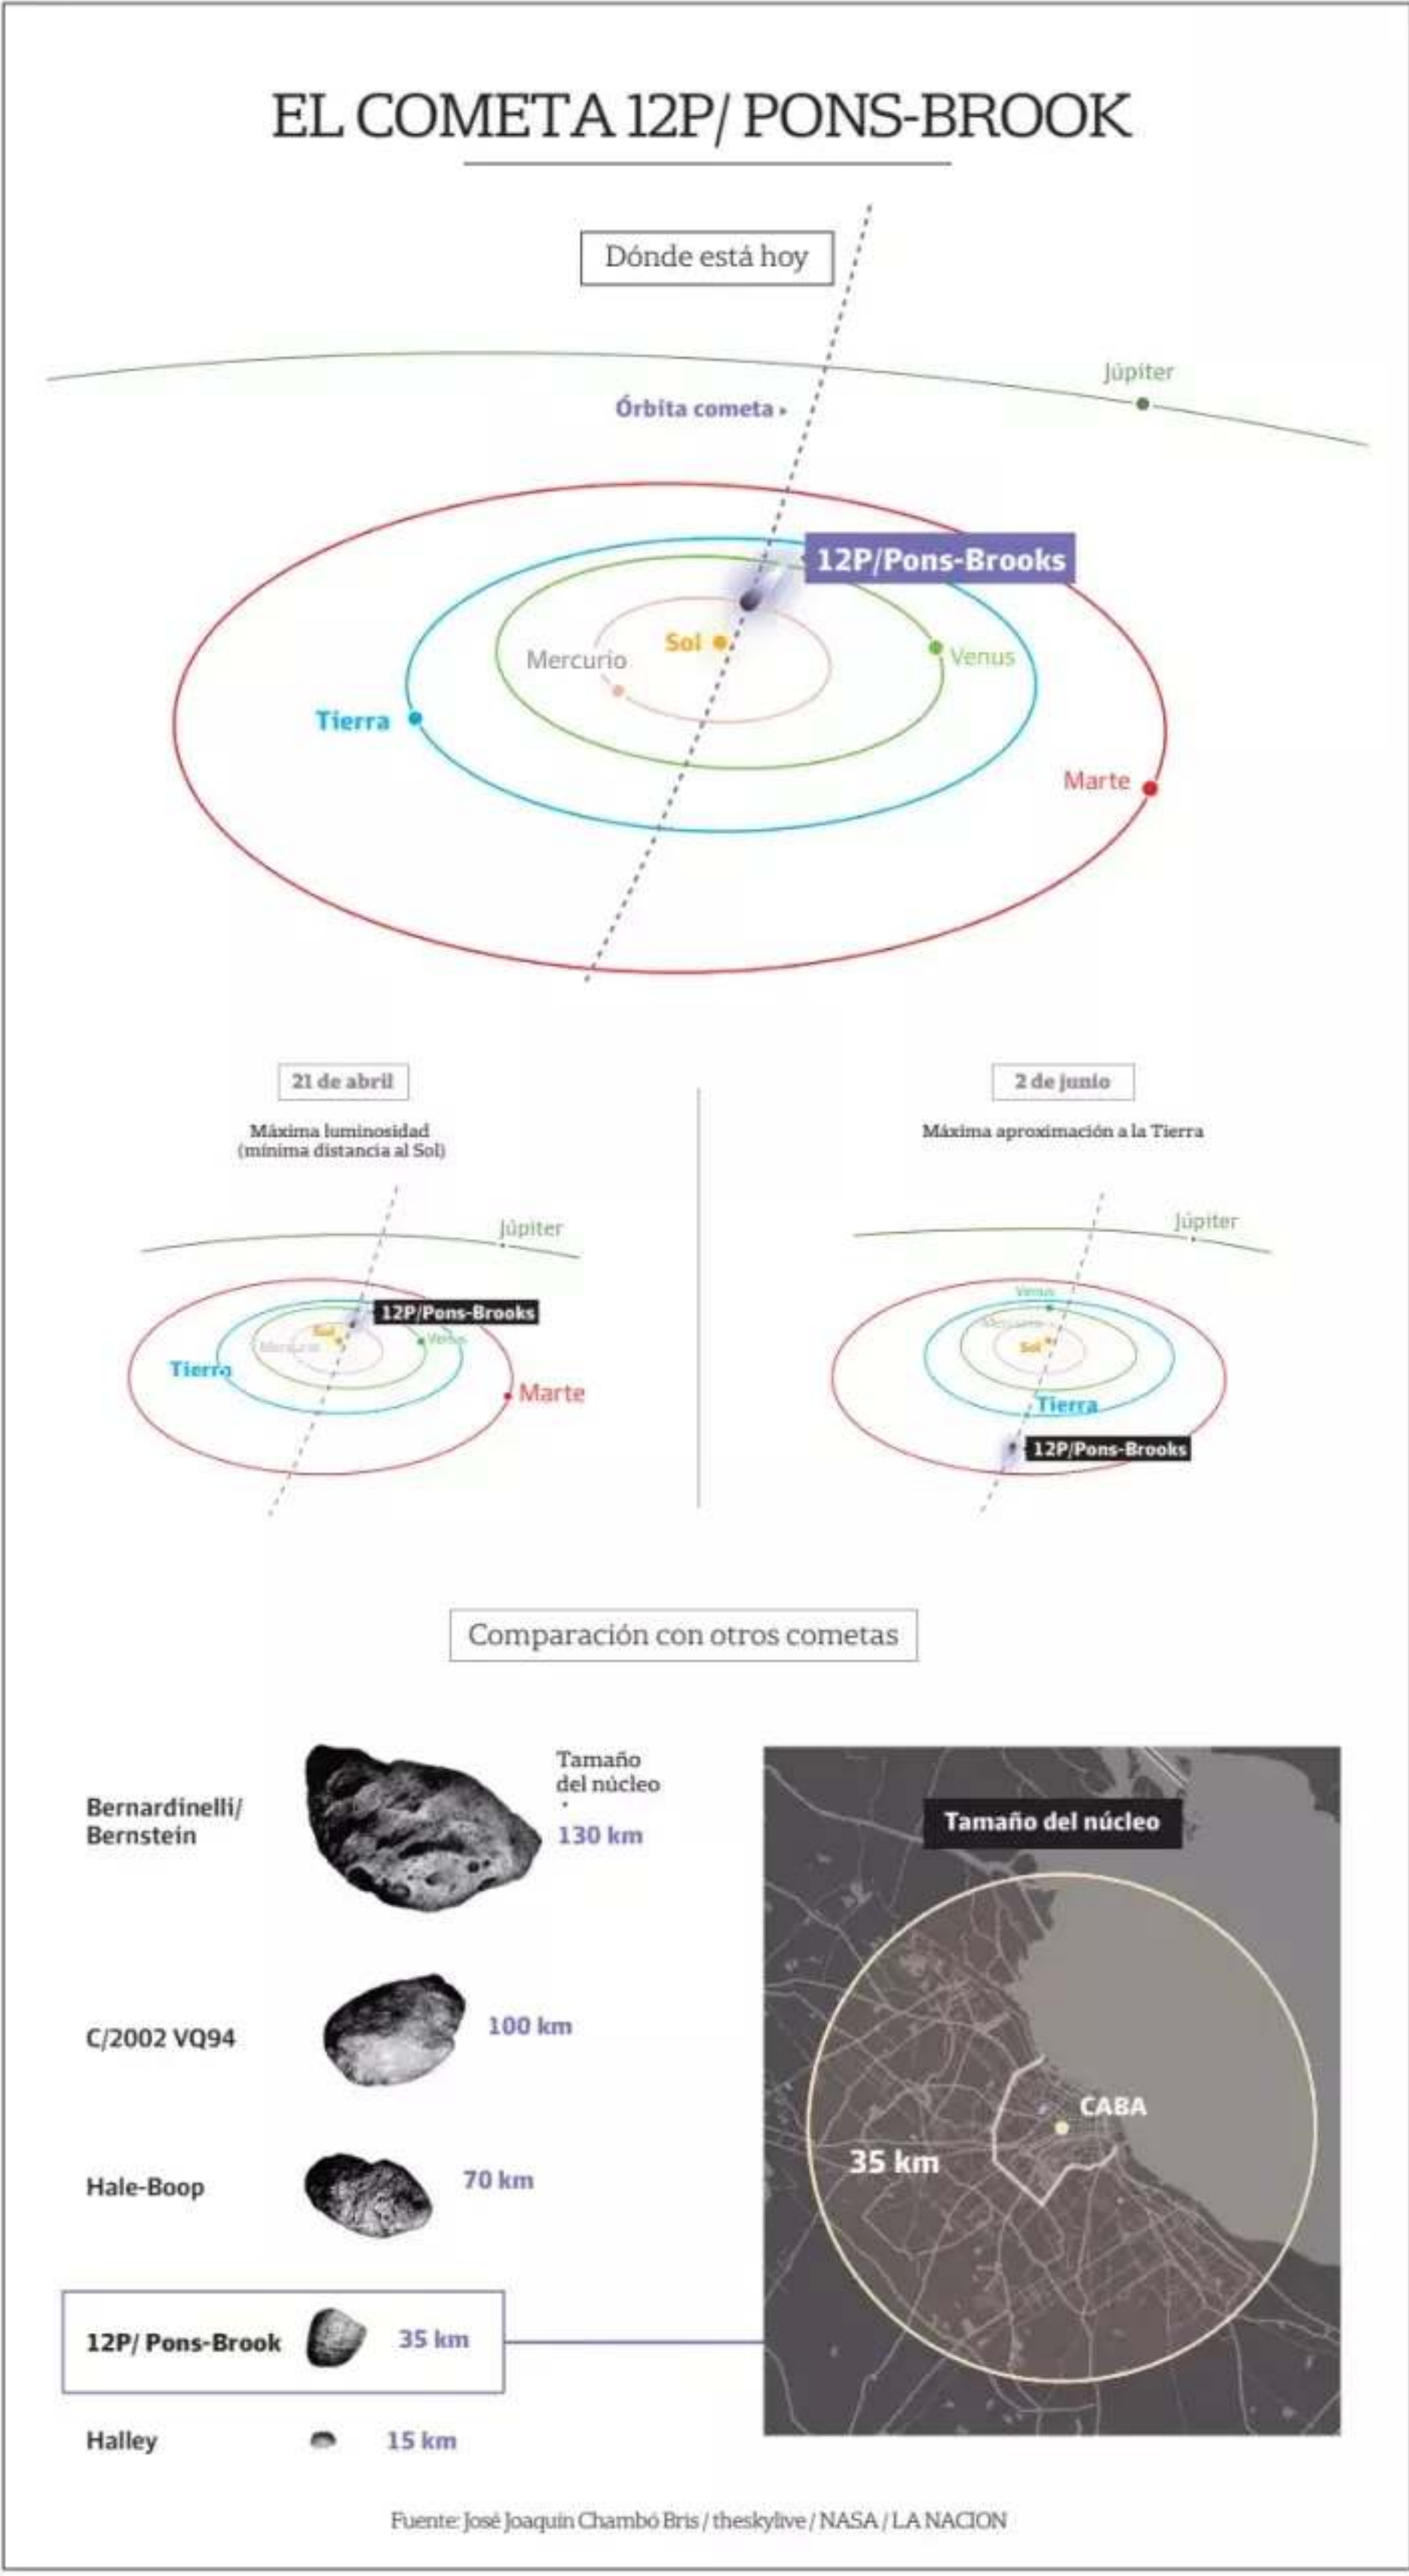 EL COMETA 12P/ PONS-BROOK
Dónde está hoy
Júpiter
Órbita cometa
12P/Pons-Brooks
Sol
Mercurio
Venus
Tierra
Marte
21 de abril
Máxima luminosidad
(mínima distancia al Sol)
Júpiter
12P/Pons-Brooks
Sol
Venus
Mercurio
Tierra
Marte
2 de junio
Máxima aproximación a la Tierra
Júpiter
Venus
Mercurio
Sol
Tierra
12P/Pons-Brooks
Comparación con otros cometas
Tamaño
del núcleo
Bernardinelli/
Bernstein
130 km
C/2002 VQ94
100 km
Hale-Boop
70 km
12P/ Pons-Brook
35 km
Halley
15 km
Tamaño del núcleo
CABA
35 km
Fuente: José Joaquín Chambó Bris / theskylive / NASA / LA NACION